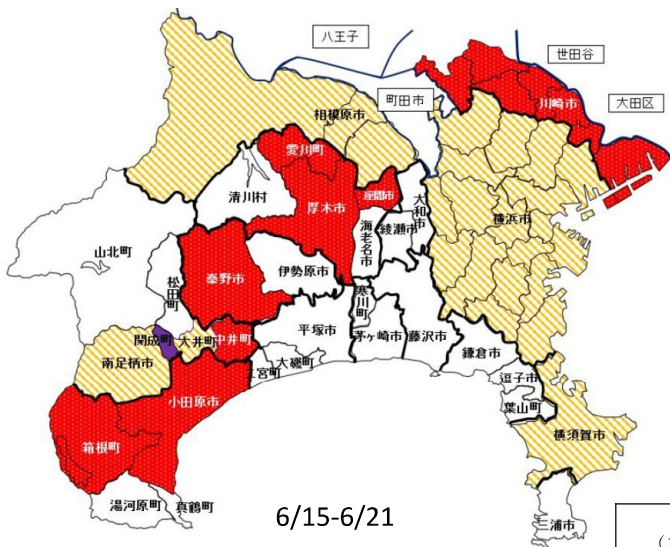 八王子
世田谷
町田市
大田区
川崎市
相模原市
愛川町
清川村
厚木市
座間市
大和市
綾瀬市
海老名市
横浜市
山北町
松田町
秦野市
伊勢原市
寒川町
開成町
大井町
中井町
平塚市
茅ヶ崎市
藤沢市
鎌倉市
南足柄市
二宮町
大磯町
逗子市
葉山町
小田原市
横須賀市
箱根町
湯河原町
真鶴町
6/15-6/21
三浦市